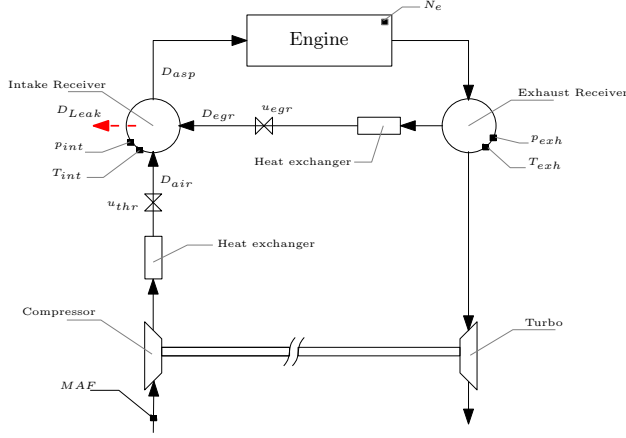 N_e
Engine
D_asp
Intake Receiver
Exhaust Receiver
D_Leak
D_egr
u_egr
p_int
p_exh
Heat exchanger
T_int
T_exh
D_air
u_thr
Heat exchanger
Compressor
Turbo
MAF